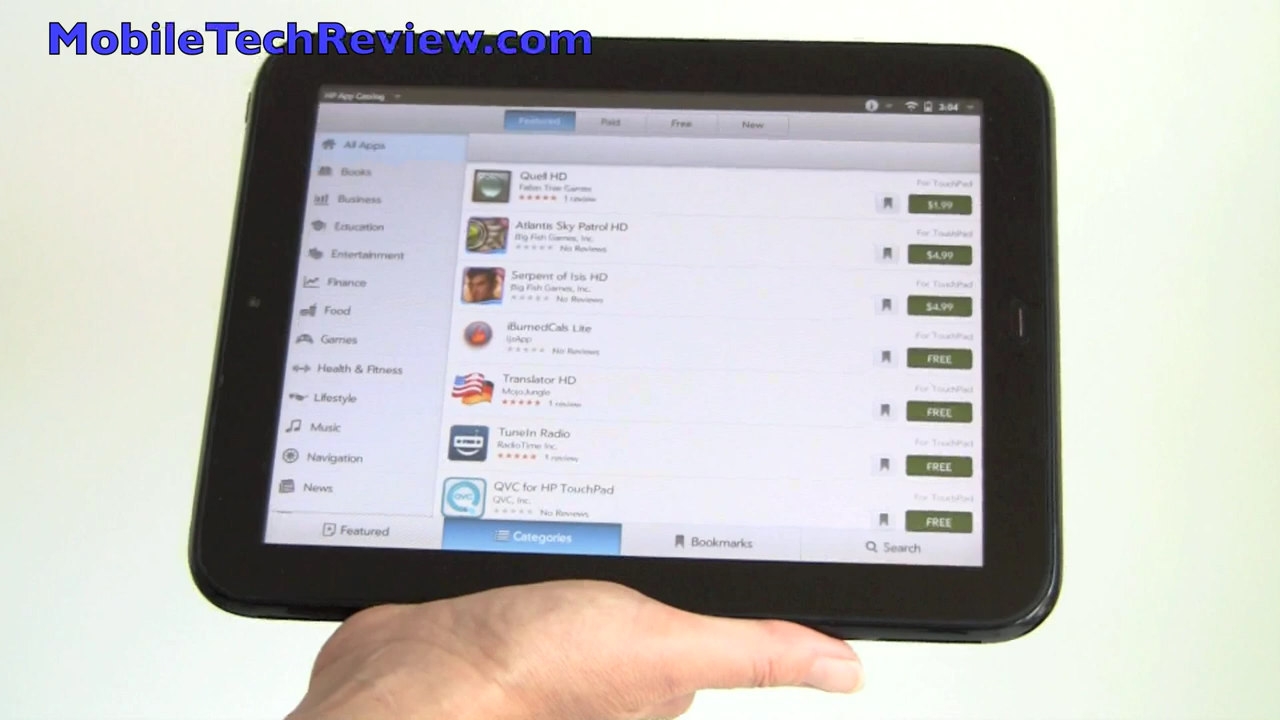 MobileTechReview.com
HP App Catalog
3:04
Featured Paid Free New
All Apps
Books
Business
Education
Entertainment
Finance
Food
Games
Health & Fitness
Lifestyle
Music
Navigation
News
Quell HD
Fallen Tree Games
1 review
For TouchPad
$1.99
Atlantis Sky Patrol HD
Big Fish Games, Inc.
No Reviews
For TouchPad
$4.99
Serpent of Isis HD
Big Fish Games, Inc.
No Reviews
For TouchPad
$4.99
iBurnedCals Lite
No Reviews
For TouchPad
FREE
Translator HD
MojoJungle
1 review
For TouchPad
FREE
TuneIn Radio
RadioTime Inc.
1 review
For TouchPad
FREE
QVC
QVC for HP TouchPad
QVC, Inc.
No Reviews
For TouchPad
FREE
Featured Categories Bookmarks Search